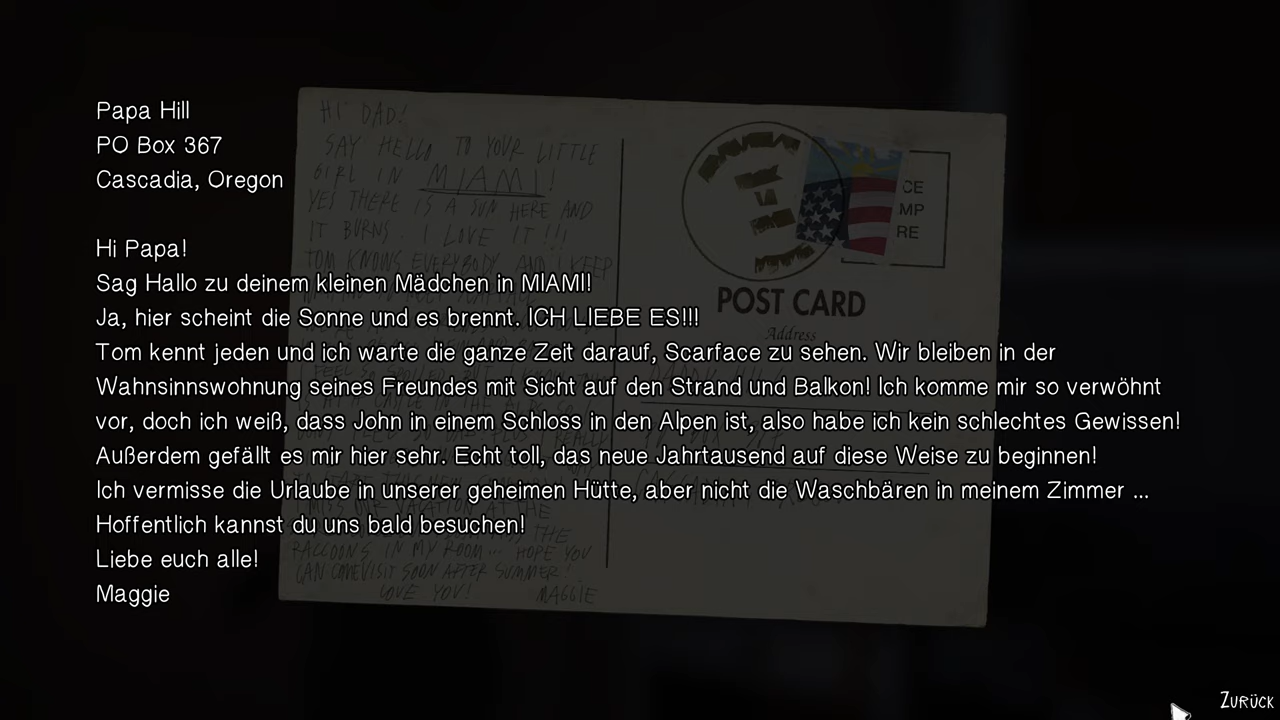 Papa Hill
PO Box 367
Cascadia, Oregon
Hi Papa!
Sag Hallo zu deinem kleinen Mädchen in MIAMI!
Ja, hier scheint die Sonne und es brennt. ICH LIEBE ES!!!
Tom kennt jeden und ich warte die ganze Zeit darauf, Scarface zu sehen. Wir bleiben in der
Wahnsinnswohnung seines Freundes mit Sicht auf den Strand und Balkon! Ich komme mir so verwöhnt
vor, doch ich weiß, dass John in einem Schloss in den Alpen ist, also habe ich kein schlechtes Gewissen!
Außerdem gefällt es mir hier sehr. Echt toll, das neue Jahrtausend auf diese Weise zu beginnen!
Ich vermisse die Urlaube in unserer geheimen Hütte, aber nicht die Waschbären in meinem Zimmer ...
Hoffentlich kannst du uns bald besuchen!
Liebe euch alle!
Maggie
HI DAD!
SAY HELLO TO YOUR LITTLE
GIRL IN MIAMI!
YES THERE IS A SUN HERE AND
IT BURNS. I LOVE IT!!!
TOM KNOWS EVERYBODY AND I KEEP
RACCOONS IN MY ROOM... HOPE YOU
CAN COME VISIT SOON AFTER SUMMER!
LOVE YOU! MAGGIE
CE
MP
RE
POST CARD
Address
ZURÜCK